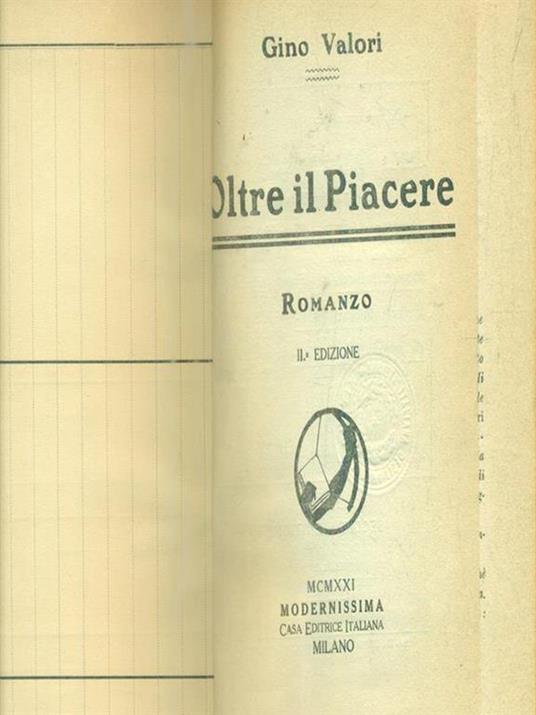 Gino Valori
Oltre il Piacere
ROMANZO
II.ª EDIZIONE
MCMXXI
MODERNISSIMA
CASA EDITRICE ITALIANA
MILANO